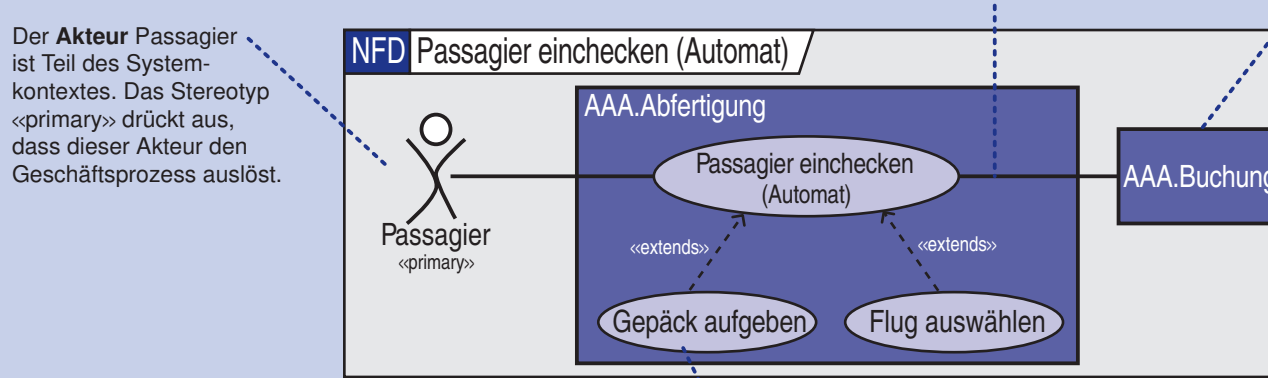 Der Akteur Passagier
ist Teil des System-
kontextes. Das Stereotyp
«primary» drückt aus,
dass dieser Akteur den
Geschäftsprozess auslöst.
NFD Passagier einchecken (Automat)
AAA.Abfertigung
Passagier einchecken
(Automat)
AAA.Buchung
Passagier
«primary»
«extends»
«extends»
Gepäck aufgeben
Flug auswählen